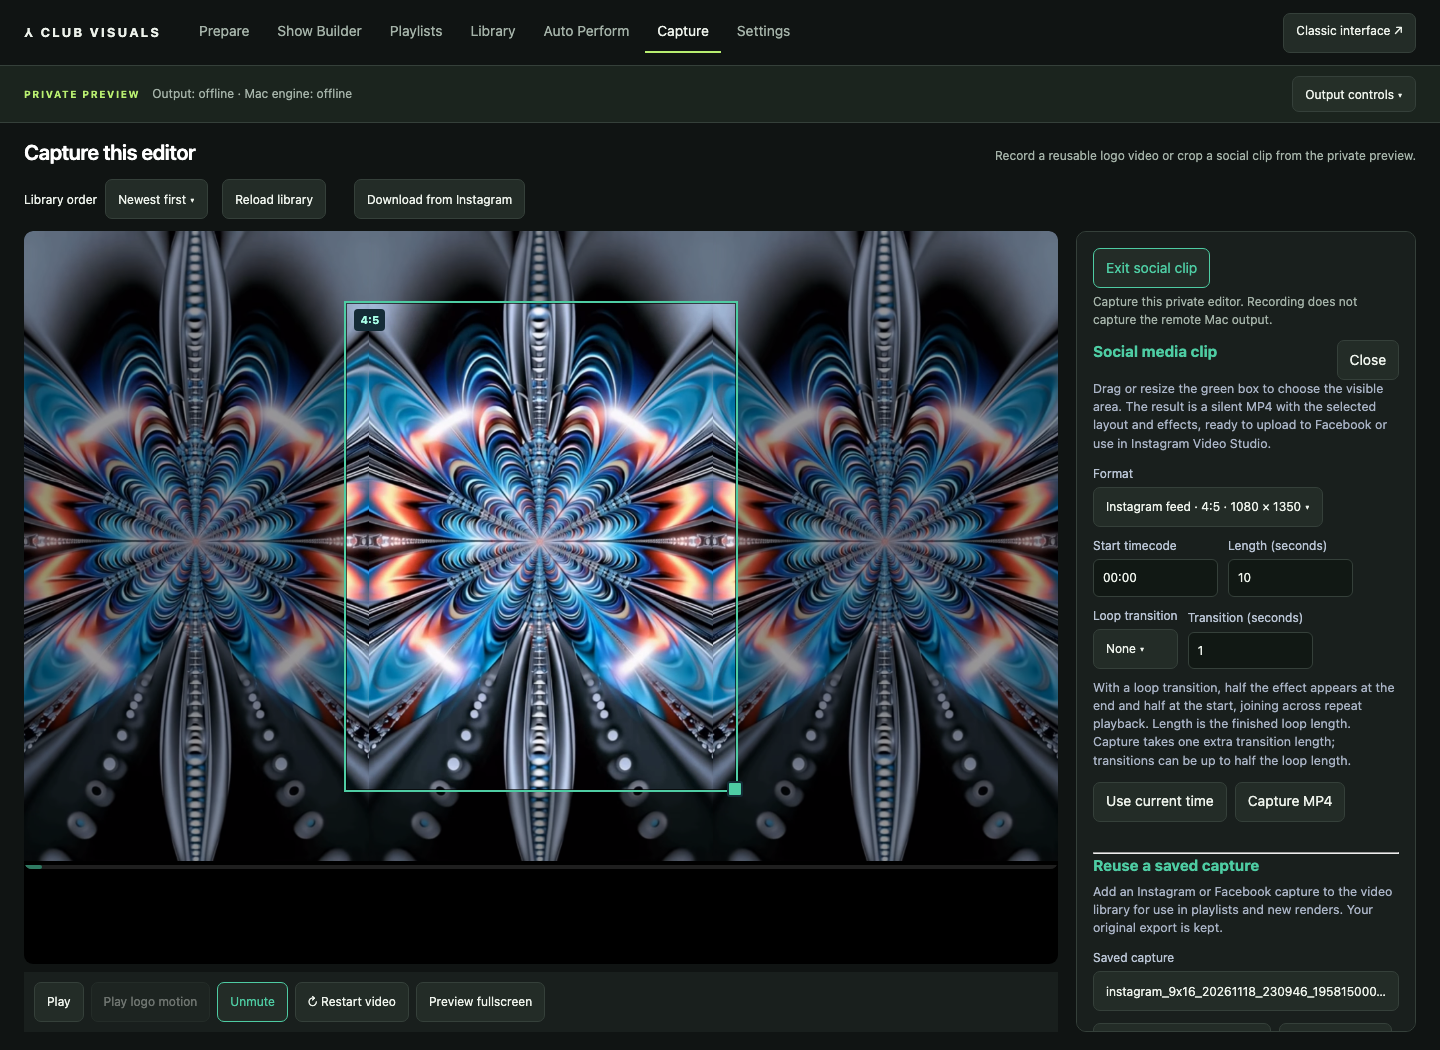 ⅄ CLUB VISUALS
Prepare
Show Builder
Playlists
Library
Auto Perform
Capture
Settings
Classic interface ↗
PRIVATE PREVIEW
Output: offline · Mac engine: offline
Output controls ▾
Capture this editor
Record a reusable logo video or crop a social clip from the private preview.
Library order
Newest first ▾
Reload library
Download from Instagram
4:5
Exit social clip
Capture this private editor. Recording does not
capture the remote Mac output.
Social media clip
Close
Drag or resize the green box to choose the visible
area. The result is a silent MP4 with the selected
layout and effects, ready to upload to Facebook or
use in Instagram Video Studio.
Format
Instagram feed · 4:5 · 1080 × 1350 ▾
Start timecode
Length (seconds)
00:00
10
Loop transition
Transition (seconds)
None ▾
1
With a loop transition, half the effect appears at the
end and half at the start, joining across repeat
playback. Length is the finished loop length.
Capture takes one extra transition length;
transitions can be up to half the loop length.
Use current time
Capture MP4
Reuse a saved capture
Add an Instagram or Facebook capture to the video
library for use in playlists and new renders. Your
original export is kept.
Saved capture
instagram_9x16_20261118_230946_195815000...
Play
Play logo motion
Unmute
↻ Restart video
Preview fullscreen